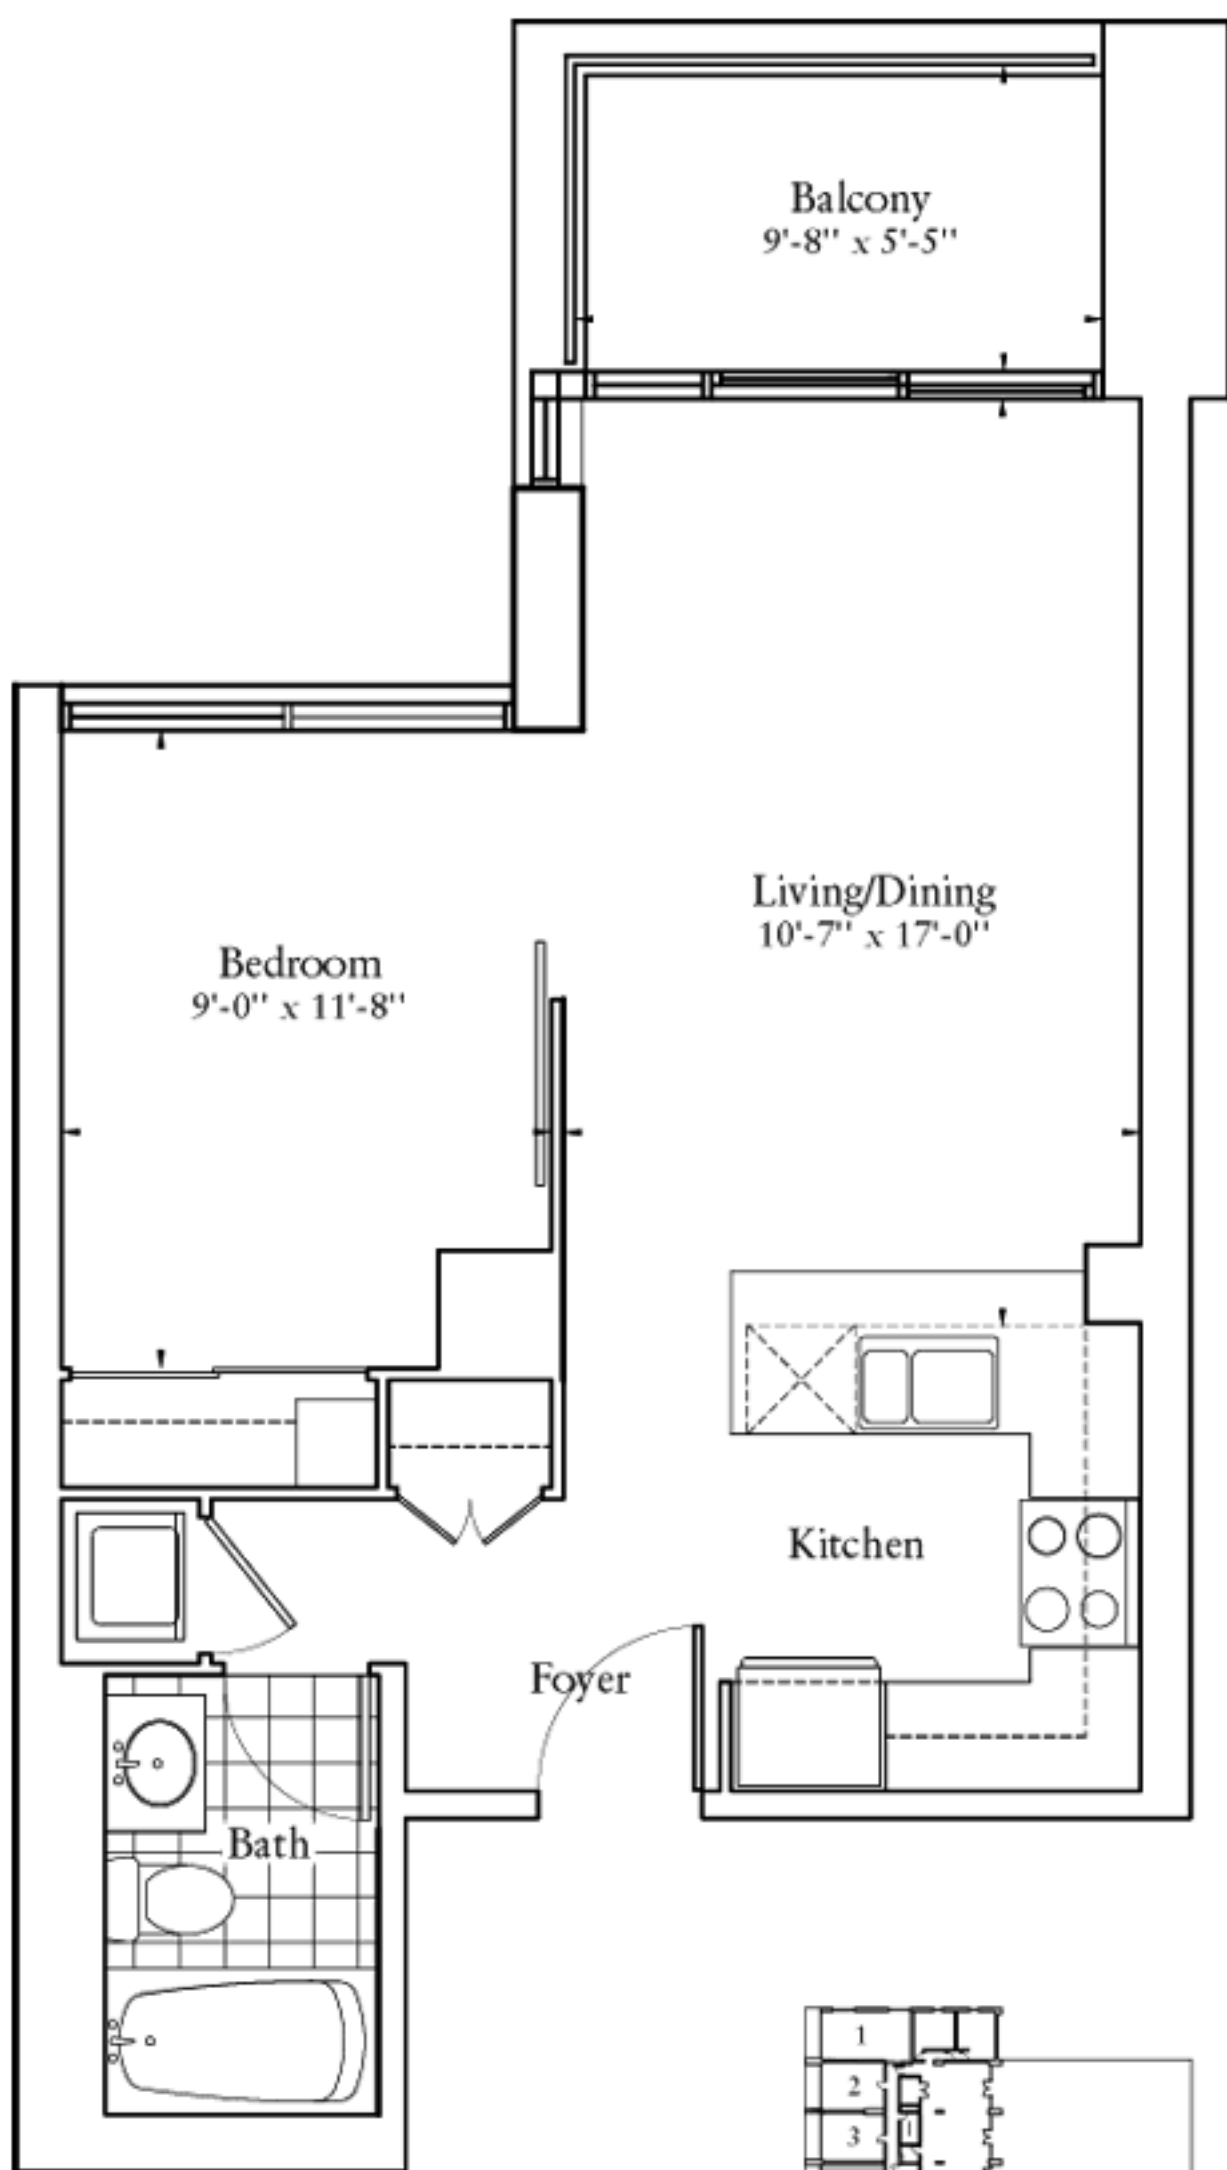 Balcony
9'-8" x 5'-5"
Living/Dining
10'-7" x 17'-0"
Bedroom
9'-0" x 11'-8"
Kitchen
Foyer
Bath
1
2
3